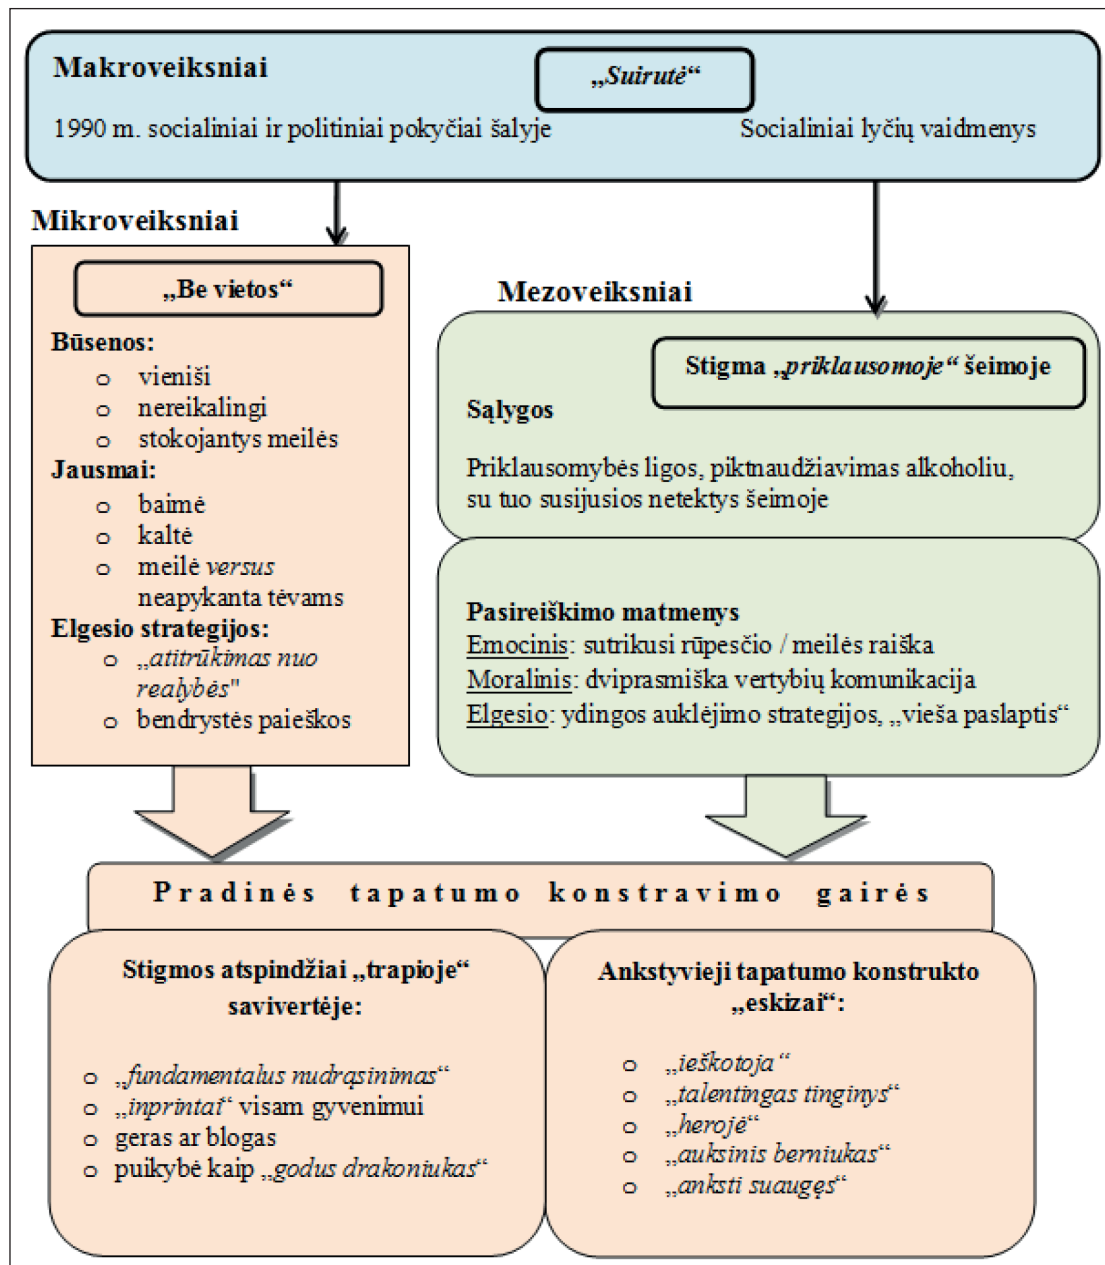 Makroveiksniai
„Suirutė“
1990 m. socialiniai ir politiniai pokyčiai šalyje
Socialiniai lyčių vaidmenys
Mikroveiksniai
„Be vietos“
Būsenos:
o vieniši
o nereikalingi
o stokojantys meilės
Jausmai:
o baimė
o kaltė
o meilė versus
neapykanta tėvams
Elgesio strategijos:
o „atitrūkimas nuo
realybės"
o bendrystės paieškos
Mezoveiksniai
Stigma „priklausomoje“ šeimoje
Sąlygos
Priklausomybės ligos, piktnaudžiavimas alkoholiu,
su tuo susijusios netektys šeimoje
Pasireiškimo matmenys
Emocinis: sutrikusi rūpesčio / meilės raiška
Moralinis: dviprasmiška vertybių komunikacija
Elgesio: ydingos auklėjimo strategijos, „vieša paslaptis“
Pradinės tapatumo konstravimo gairės
Stigmos atspindžiai „trapioje“
savivertėje:
o „fundamentalus nudrąsinimas“
o „inprintai“ visam gyvenimui
o geras ar blogas
o puikybė kaip „godus drakoniukas“
Ankstyvieji tapatumo konstrukto
„eskizai“:
o „ieškotoja“
o „talentingas tinginys“
o „herojė“
o „auksinis berniukas“
o „anksti suaugęs“